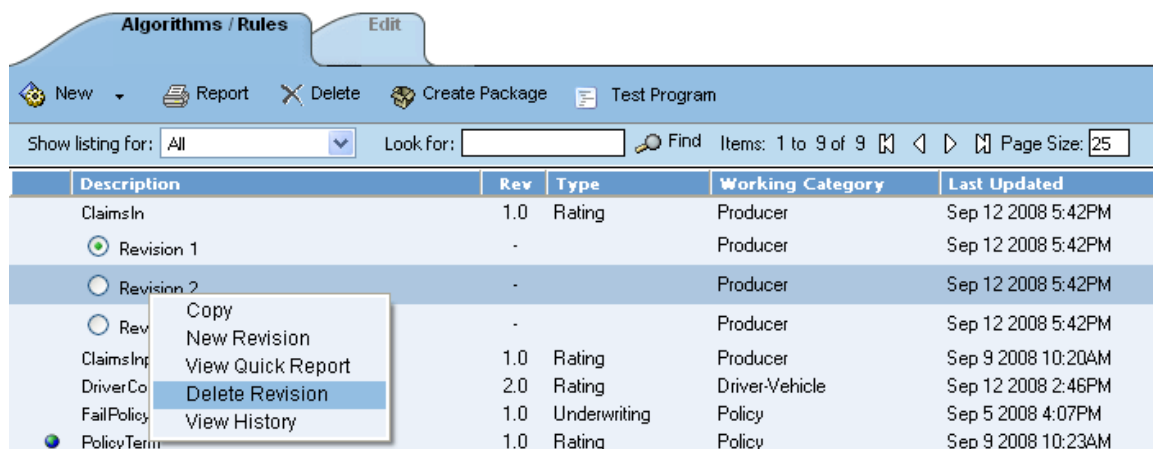 Algorithms / Rules Edit
New Report Delete Create Package Test Program
Show listing for: All Look for: Find Items: 1 to 9 of 9 Page Size: 25
Description Rev Type Working Category Last Updated
ClaimsIn 1.0 Rating Producer Sep 12 2008 5:42PM
Revision 1 - Producer Sep 12 2008 5:42PM
Revision 2 - Producer Sep 12 2008 5:42PM
Rev - Producer Sep 12 2008 5:42PM
Copy
New Revision
View Quick Report
Delete Revision
View History
ClaimsInp 1.0 Rating Producer Sep 9 2008 10:20AM
DriverCo 2.0 Rating Driver-Vehicle Sep 12 2008 2:46PM
FailPolicy 1.0 Underwriting Policy Sep 5 2008 4:07PM
PolicyTerm 1.0 Rating Policy Sep 9 2008 10:23AM